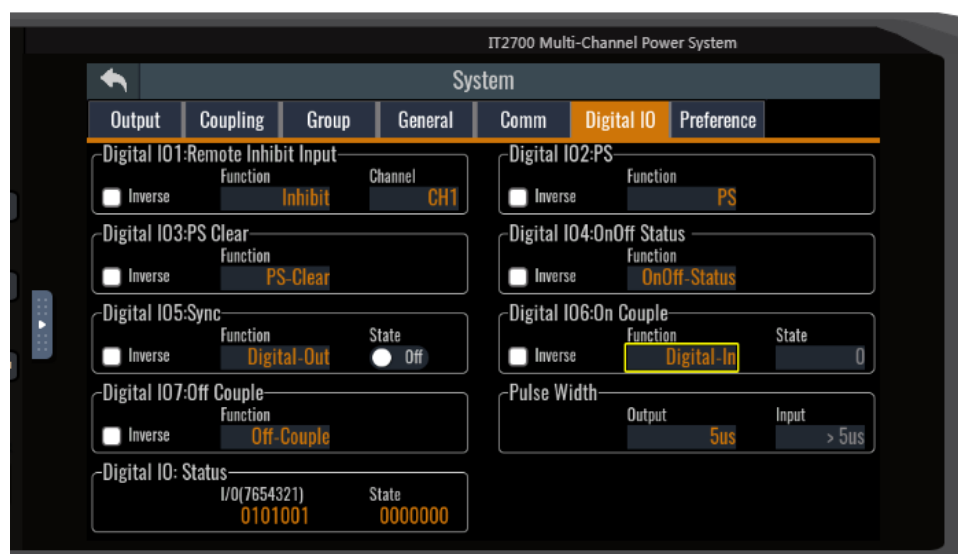 IT2700 Multi-Channel Power System
System
Output Coupling Group General Comm Digital IO Preference
Digital IO1:Remote Inhibit Input
Function Channel
Inverse Inhibit CH1
Digital IO2:PS
Function
Inverse PS
Digital IO3:PS Clear
Function
Inverse PS-Clear
Digital IO4:OnOff Status
Function
Inverse OnOff-Status
Digital IO5:Sync
Function State
Inverse Digital-Out Off
Digital IO6:On Couple
Function State
Inverse Digital-In 0
Digital IO7:Off Couple
Function
Inverse Off-Couple
Pulse Width
Output Input
5us > 5us
Digital IO: Status
I/O(7654321) State
0101001 0000000